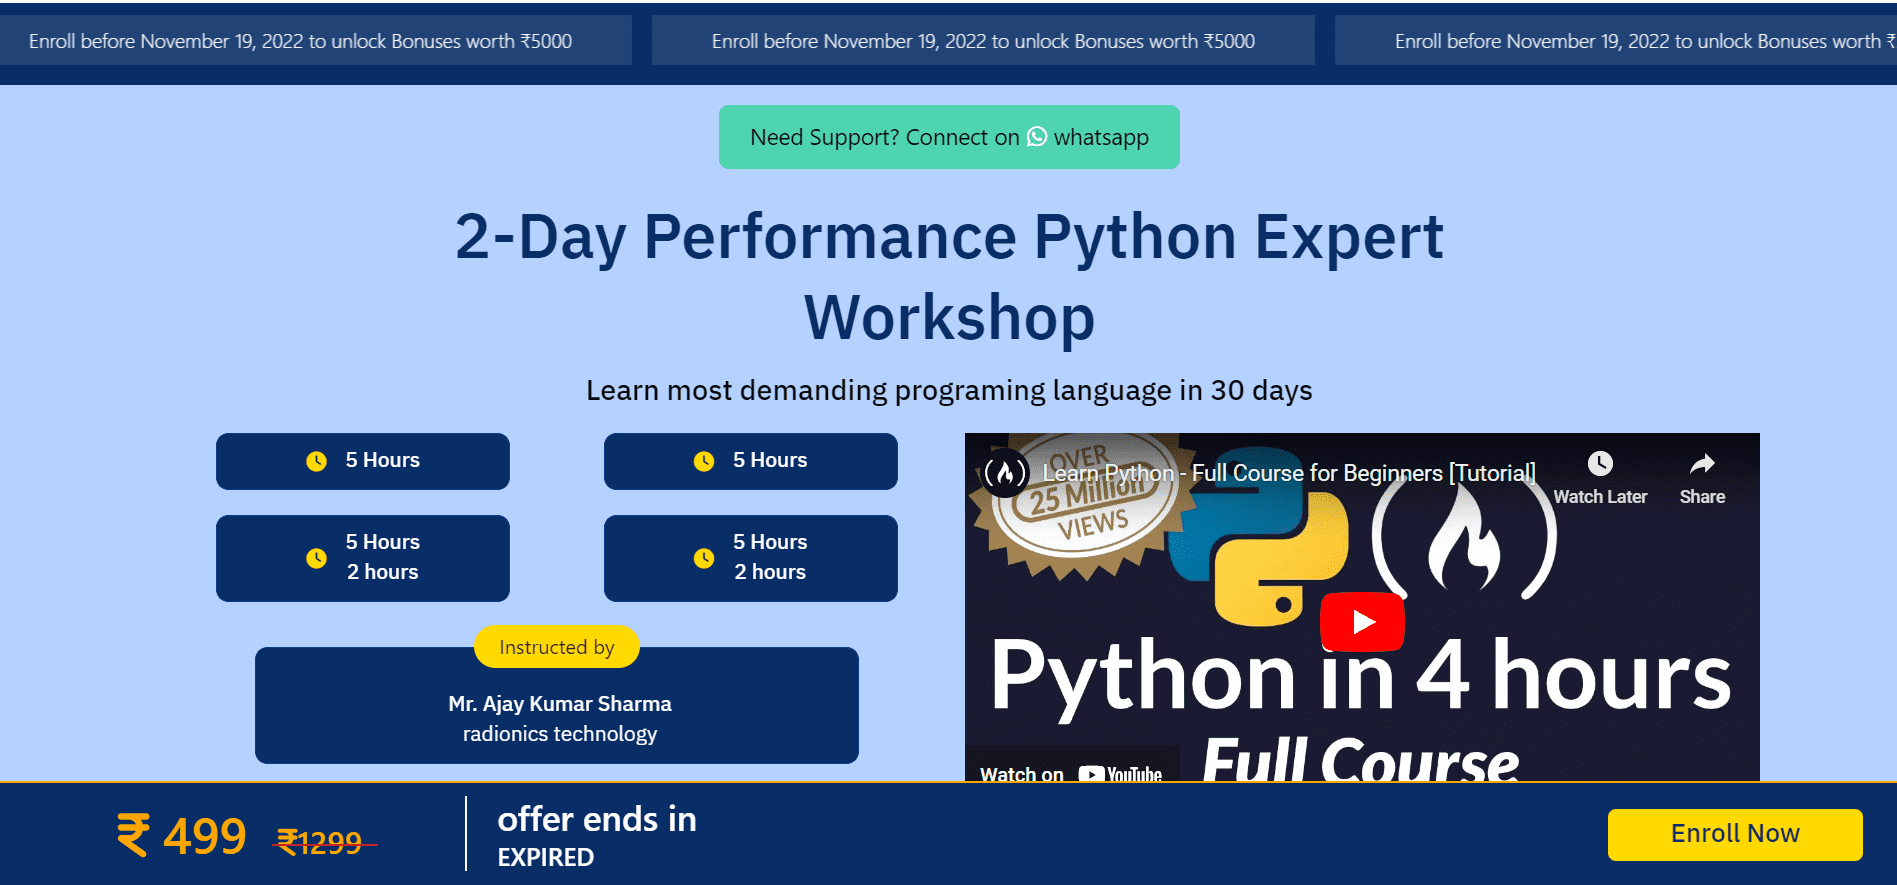 Enroll before November 19, 2022 to unlock Bonuses worth ₹5000
Enroll before November 19, 2022 to unlock Bonuses worth ₹5000
Enroll before November 19, 2022 to unlock Bonuses worth ₹
Need Support? Connect on whatsapp
2-Day Performance Python Expert
Workshop
Learn most demanding programing language in 30 days
5 Hours
5 Hours
5 Hours
2 hours
5 Hours
2 hours
Instructed by
Mr. Ajay Kumar Sharma
radionics technology
OVER
25 Million
VIEWS
Learn Python - Full Course for Beginners [Tutorial]
Watch Later
Share
Python in 4 hours
Full Course
Watch on YouTube
₹ 499 ₹1299
offer ends in
EXPIRED
Enroll Now